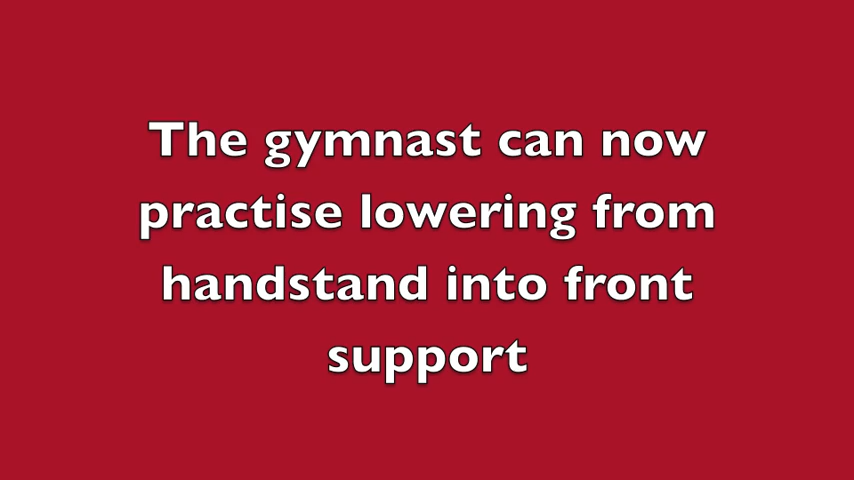 The gymnast can now
practise lowering from
handstand into front
support